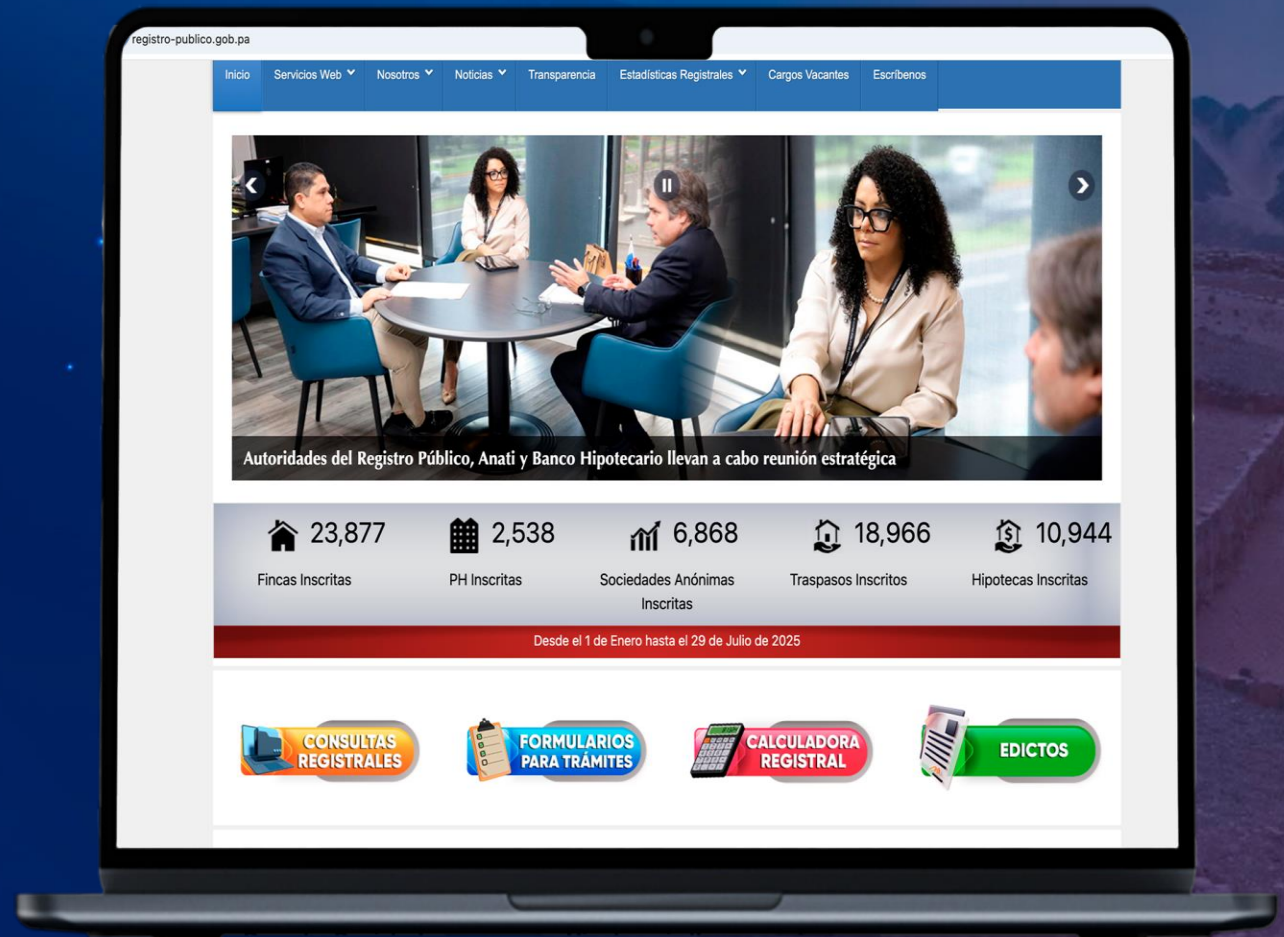 registro-publico.gob.pa
Inicio Servicios Web Nosotros Noticias Transparencia Estadísticas Registrales Cargos Vacantes Escríbenos
Autoridades del Registro Público, Anati y Banco Hipotecario llevan a cabo reunión estratégica
23,877 2,538 6,868 18,966 10,944
Fincas Inscritas PH Inscritas Sociedades Anónimas Traspasos Inscritos Hipotecas Inscritas
Inscritas
Desde el 1 de Enero hasta el 29 de Julio de 2025
CONSULTAS
REGISTRALES
FORMULARIOS
PARA TRÁMITES
CALCULADORA
REGISTRAL
EDICTOS